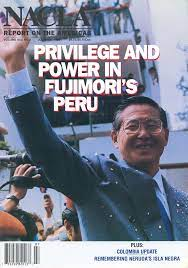 NACLA
REPORT ON THE AMERICAS
PRIVILEGE AND
POWER IN
FUJIMORI'S
PERU
PLUS:
COLOMBIA UPDATE
REMEMBERING NERUDA'S ISLA NEGRA